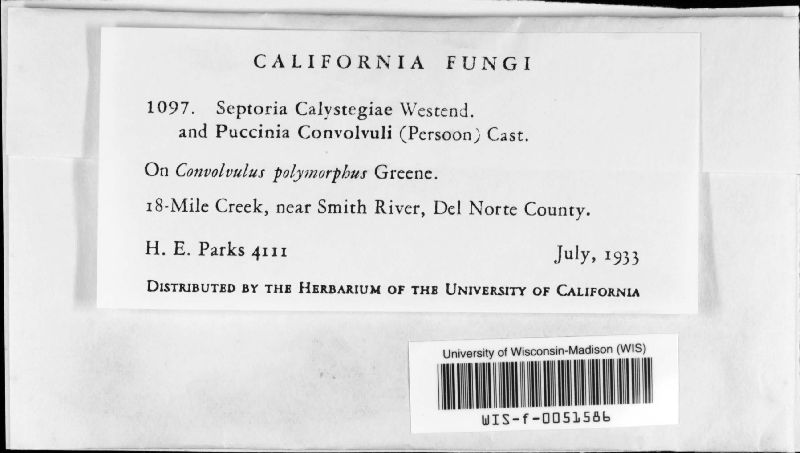 CALIFORNIA FUNGI
1097. Septoria Calystegiae Westend.
and Puccinia Convolvuli (Persoon) Cast.
On Convolvulus polymorphus Greene.
18-Mile Creek, near Smith River, Del Norte County.
H. E. Parks 4111 July, 1933
DISTRIBUTED BY THE HERBARIUM OF THE UNIVERSITY OF CALIFORNIA
University of Wisconsin-Madison (WIS)
WIS-f-0051586